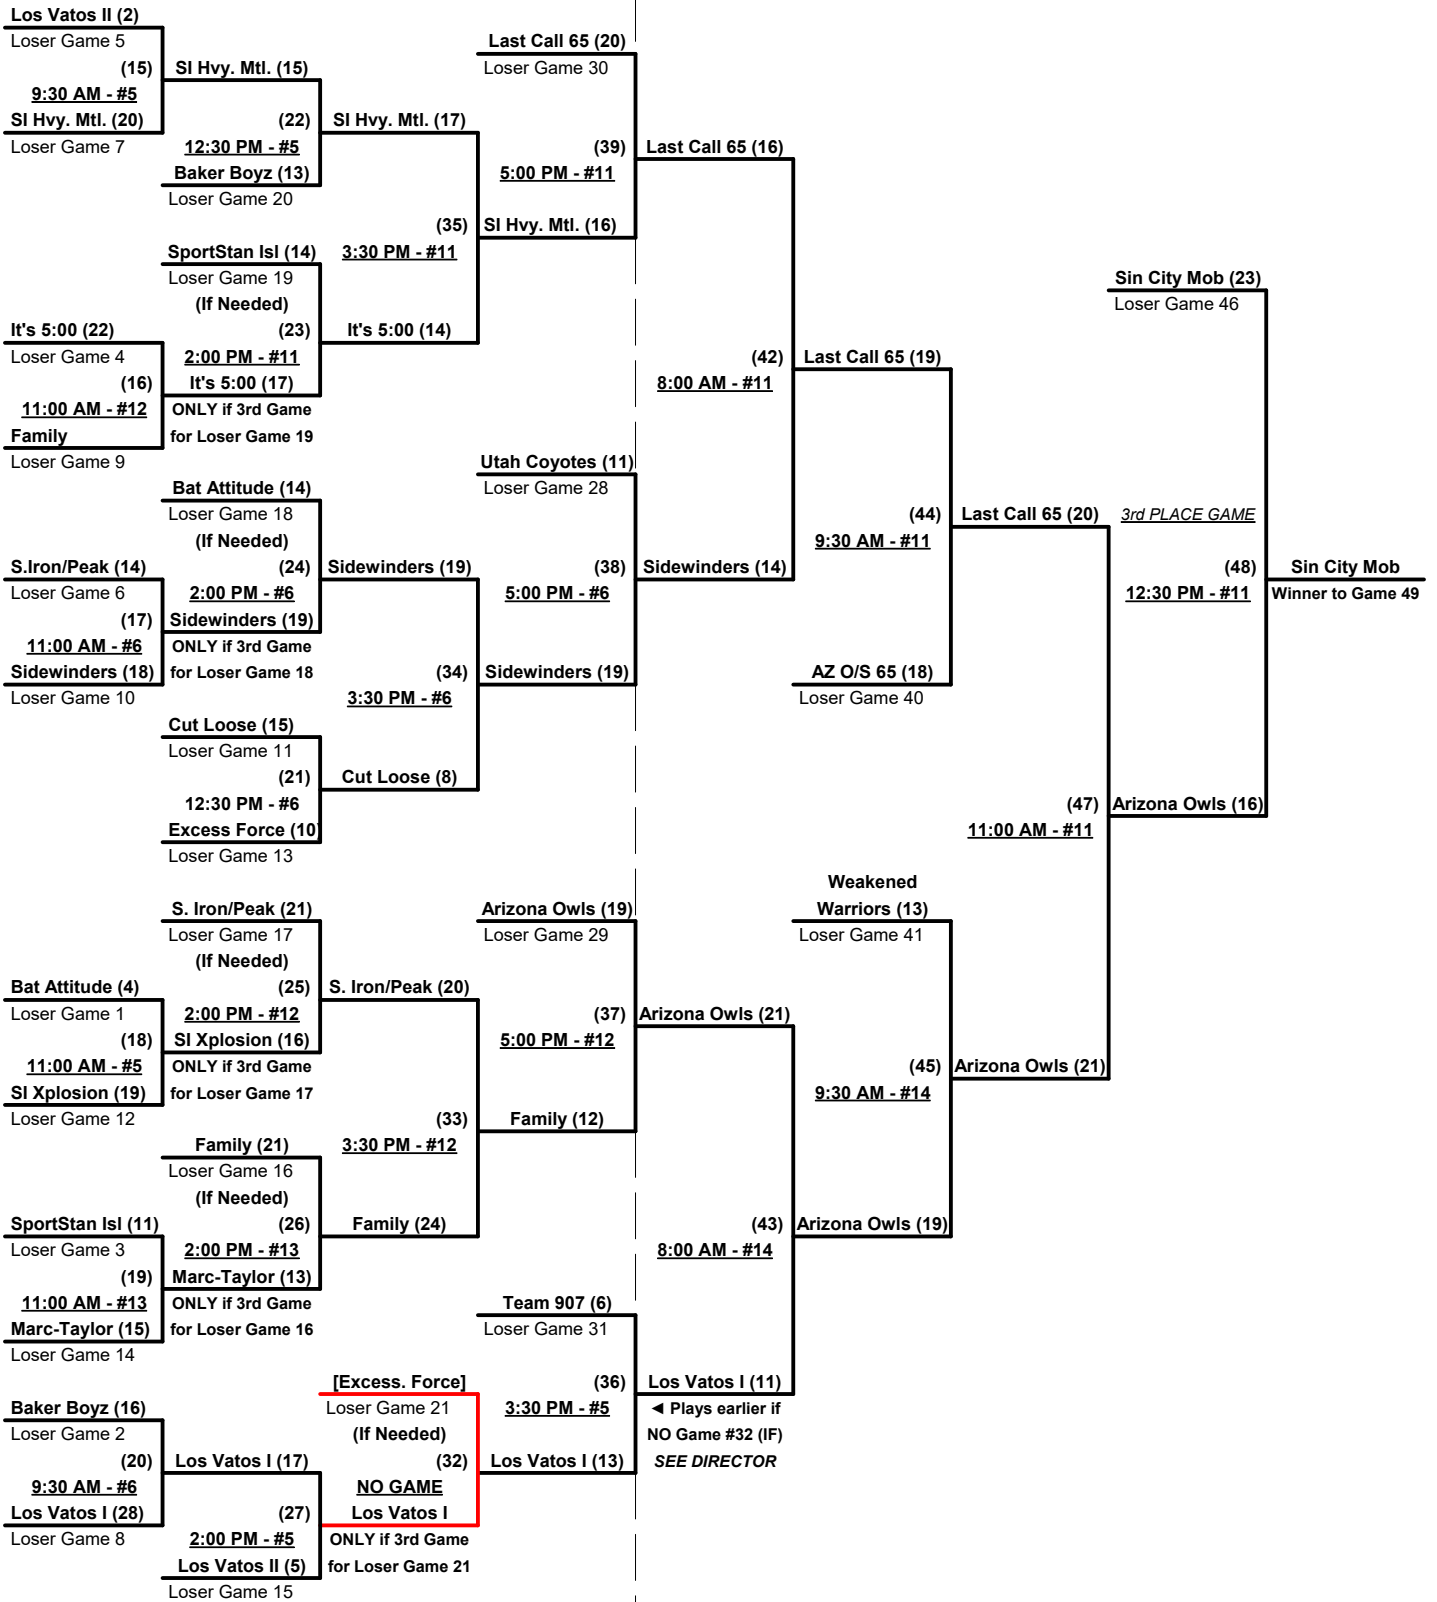 Los Vatos II (2)
Loser Game 5
(15)
9:30 AM - #5
SI Hvy. Mtl. (20)
Loser Game 7
SI Hvy. Mtl. (15)
(22)
12:30 PM - #5
Baker Boyz (13)
Loser Game 20
SI Hvy. Mtl. (17)
SportStan Isl (14)
Loser Game 19
(If Needed)
(23)
2:00 PM - #11
It's 5:00 (17)
ONLY if 3rd Game
for Loser Game 19
It's 5:00 (22)
Loser Game 4
(16)
11:00 AM - #12
Family
Loser Game 9
It's 5:00 (14)
(35)
3:30 PM - #11
Last Call 65 (20)
Loser Game 30
(39)
5:00 PM - #11
SI Hvy. Mtl. (16)
Last Call 65 (16)
Bat Attitude (14)
Loser Game 18
(If Needed)
(24)
2:00 PM - #6
Sidewinders (19)
ONLY if 3rd Game
for Loser Game 18
S.Iron/Peak (14)
Loser Game 6
(17)
11:00 AM - #6
Sidewinders (18)
Loser Game 10
Sidewinders (19)
(34)
3:30 PM - #6
Cut Loose (15)
Loser Game 11
(21)
12:30 PM - #6
Excess Force (10)
Loser Game 13
Cut Loose (8)
Utah Coyotes (11)
Loser Game 28
(38)
5:00 PM - #6
Sidewinders (19)
Sidewinders (14)
(42)
8:00 AM - #11
Last Call 65 (19)
(44)
9:30 AM - #11
AZ O/S 65 (18)
Loser Game 40
Last Call 65 (20)
Sin City Mob (23)
Loser Game 46
3rd PLACE GAME
(48)
12:30 PM - #11
Sin City Mob
Winner to Game 49
(47)
11:00 AM - #11
Arizona Owls (16)
S. Iron/Peak (21)
Loser Game 17
(If Needed)
(25)
2:00 PM - #12
SI Xplosion (16)
ONLY if 3rd Game
for Loser Game 17
Bat Attitude (4)
Loser Game 1
(18)
11:00 AM - #5
SI Xplosion (19)
Loser Game 12
S. Iron/Peak (20)
(33)
3:30 PM - #12
Family (21)
Loser Game 16
(If Needed)
(26)
2:00 PM - #13
Marc-Taylor (13)
ONLY if 3rd Game
for Loser Game 16
SportStan Isl (11)
Loser Game 3
(19)
11:00 AM - #13
Marc-Taylor (15)
Loser Game 14
Family (24)
Arizona Owls (19)
Loser Game 29
(37)
5:00 PM - #12
Family (12)
Arizona Owls (21)
(43)
8:00 AM - #14
Weakened
Warriors (13)
Loser Game 41
(45)
9:30 AM - #14
Arizona Owls (19)
Arizona Owls (21)
Team 907 (6)
Loser Game 31
(36)
3:30 PM - #5
Los Vatos I (13)
Los Vatos I (11)
◄ Plays earlier if
NO Game #32 (IF)
SEE DIRECTOR
[Excess. Force]
Loser Game 21
(If Needed)
(32)
NO GAME
Los Vatos I
ONLY if 3rd Game
for Loser Game 21
Baker Boyz (16)
Loser Game 2
(20)
9:30 AM - #6
Los Vatos I (28)
Loser Game 8
Los Vatos I (17)
(27)
2:00 PM - #5
Los Vatos II (5)
Loser Game 15